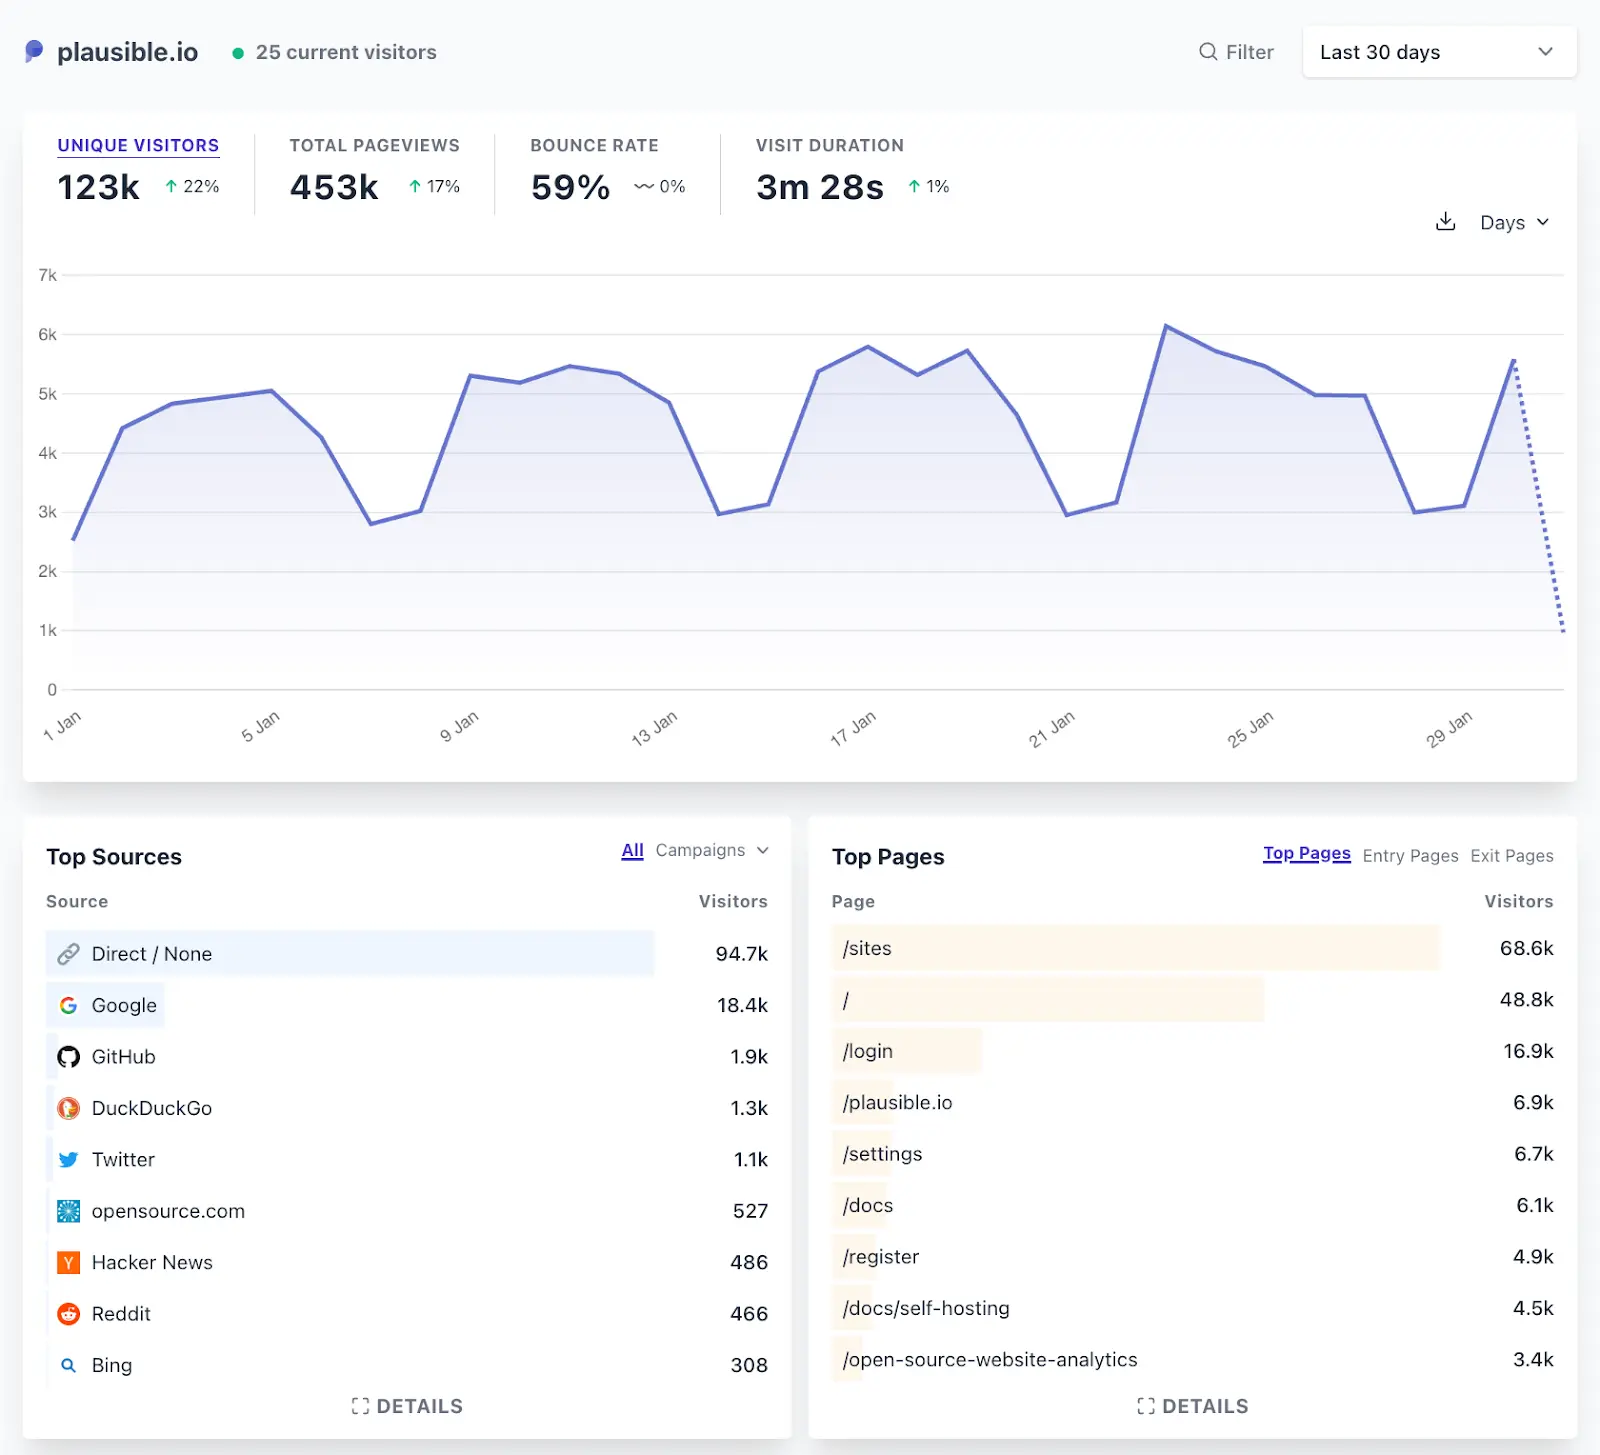 plausible.io 25 current visitors Filter Last 30 days
UNIQUE VISITORS TOTAL PAGEVIEWS BOUNCE RATE VISIT DURATION
123k 22% 453k 17% 59% 0% 3m 28s 1%
Days
7k
6k
5k
4k
3k
2k
1k
0
1 Jan 5 Jan 9 Jan 13 Jan 17 Jan 21 Jan 25 Jan 29 Jan
Top Sources All Campaigns
Source Visitors
Direct / None 94.7k
Google 18.4k
GitHub 1.9k
DuckDuckGo 1.3k
Twitter 1.1k
opensource.com 527
Hacker News 486
Reddit 466
Bing 308
DETAILS
Top Pages Top Pages Entry Pages Exit Pages
Page Visitors
/sites 68.6k
/ 48.8k
/login 16.9k
/plausible.io 6.9k
/settings 6.7k
/docs 6.1k
/register 4.9k
/docs/self-hosting 4.5k
/open-source-website-analytics 3.4k
DETAILS